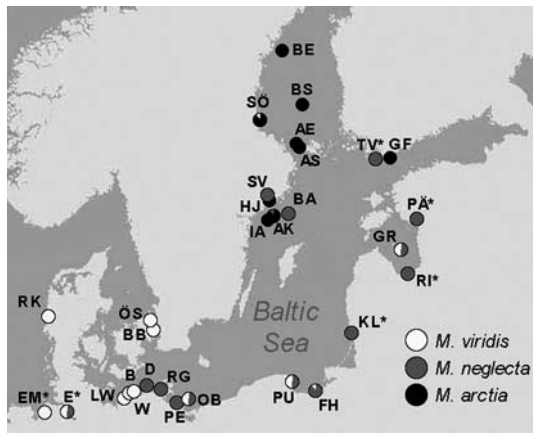 BE
BS
SÖ
AE
AS
TV* GF
SV
HJ
BA
IA AK
PÄ*
GR
RI*
RK
ÖS
BB
Baltic
Sea
KL*
M. viridis
M. neglecta
M. arctia
B D RG
LW W
EM* E*
PE OB
PU FH